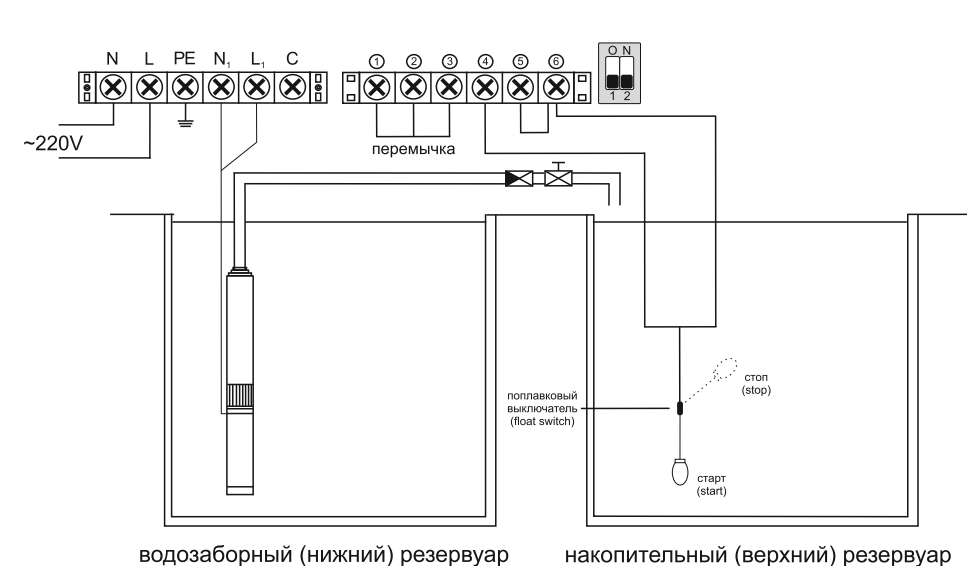 N L PE N₁ L₁ C ① ② ③ ④ ⑤ ⑥ ON
1 2
~220V
перемычка
стоп
(stop)
поплавковый
выключатель
(float switch)
старт
(start)
водозаборный (нижний) резервуар
накопительный (верхний) резервуар